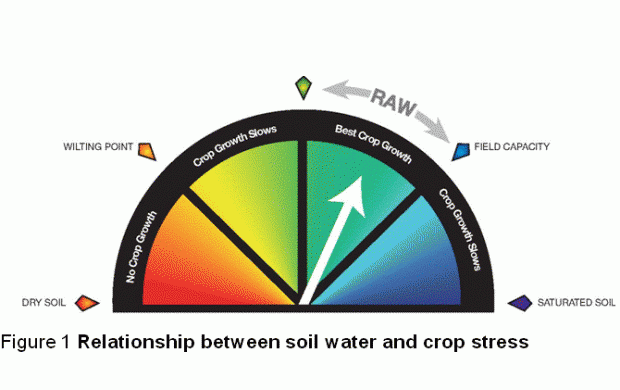 RAW
WILTING POINT
Crop Growth Slows
Best Crop Growth
FIELD CAPACITY
No Crop Growth
Crop Growth Slows
DRY SOIL
SATURATED SOIL
Figure 1 Relationship between soil water and crop stress